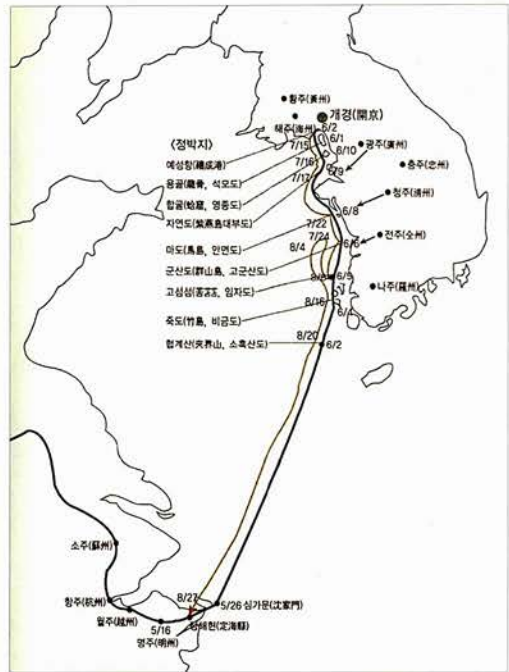 황주(黃州)
개경(開京)
해주(海州)
6/2
<정박지>
6/1
7/15
6/10
광주(廣州)
예성항(禮成港)
7/16
충주(忠州)
용골(龍骨, 석모도)
6/9
합굴(蛤窟, 영종도)
7/17
청주(淸州)
자연도(紫燕島대부도)
6/8
7/22
마도(馬島, 안면도)
7/24
전주(全州)
8/4
6/6
군산도(群山島, 고군산도)
8/8
6/5
고섬섬(苦苫苫, 임자도)
나주(羅州)
8/16
죽도(竹島, 비금도)
6/4
8/20
협계산(夾界山, 소흑산도)
6/2
소주(蘇州)
항주(杭州)
8/27
5/26 심가문(沈家門)
월주(越州)
5/16
정해현(定海縣)
명주(明州)